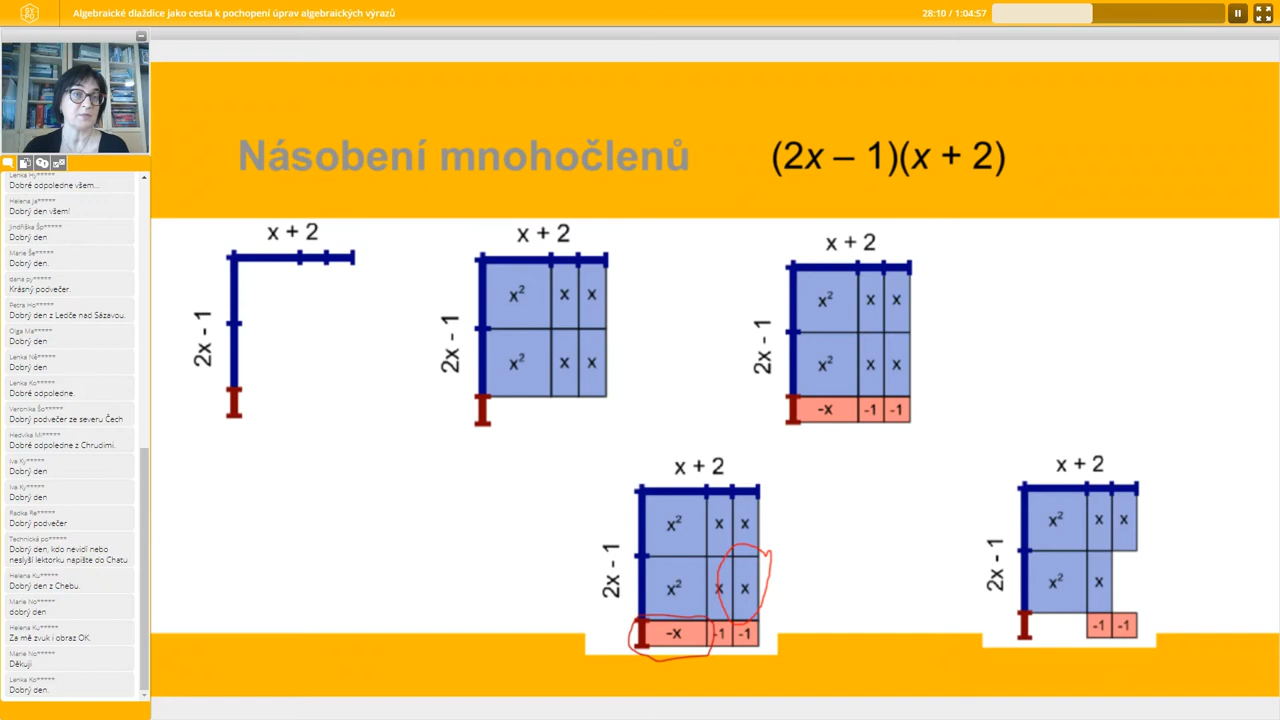 SY
PO
Algebraické dlaždice jako cesta k pochopení úprav algebraických výrazů
28:10 / 1:04:57
Lenka Hy*****
Dobré odpoledne všem...
Helena Ja*****
Dobrý den všem!
Jindřiška Šp*****
Dobrý den
Marie Še*****
Dobrý den.
dana py*****
Krásný podvečer.
Petra Ho*****
Dobrý den z Ledče nad Sázavou.
Olga Ma*****
Dobrý den
Lenka Ně*****
Dobrý den
Lenka Ko*****
Dobré odpoledne.
Veronika Šo*****
Dobrý podvečer ze severu Čech
Hedvika Mi*****
Dobré odpoledne z Chrudimi.
Iva Ky*****
Dobrý den
Iva Ky*****
Dobrý den
Radka Re*****
Dobrý podvečer
Technická po*****
Dobrý den, kdo nevidí nebo
neslyší lektorku napište do Chatu
Helena Ku*****
Dobrý den z Chebu.
Marie No*****
dobrý den
Helena Ku*****
Za mě zvuk i obraz OK.
Marie No*****
Děkuji
Lenka Ko*****
Dobrý den.
Násobení mnohočlenů (2x – 1)(x + 2)
x + 2
2x - 1
x + 2
2x - 1
x² x x
x² x x
x + 2
2x - 1
x² x x
x² x x
-x -1 -1
x + 2
2x - 1
x² x x
x² x x
-x -1 -1
x + 2
2x - 1
x² x x
x² x
-1 -1